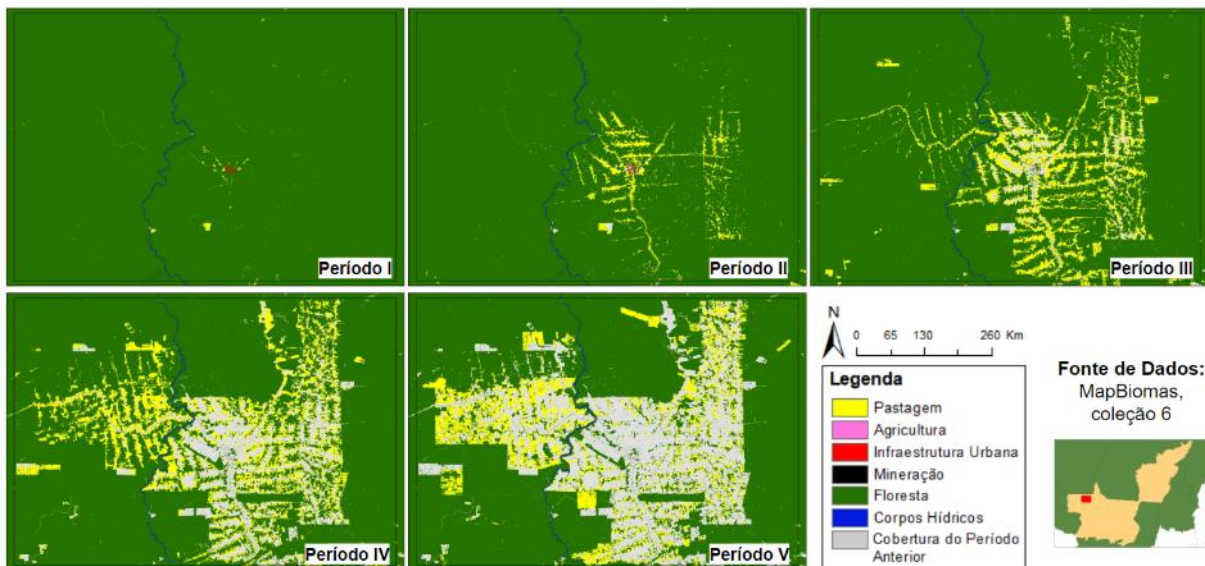 Período I
Período II
Período III
Período IV
Período V
N
0 65 130 260 Km
Legenda
Pastagem
Agricultura
Infraestrutura Urbana
Mineração
Floresta
Corpos Hídricos
Cobertura do Período
Anterior
Fonte de Dados:
MapBiomas,
coleção 6